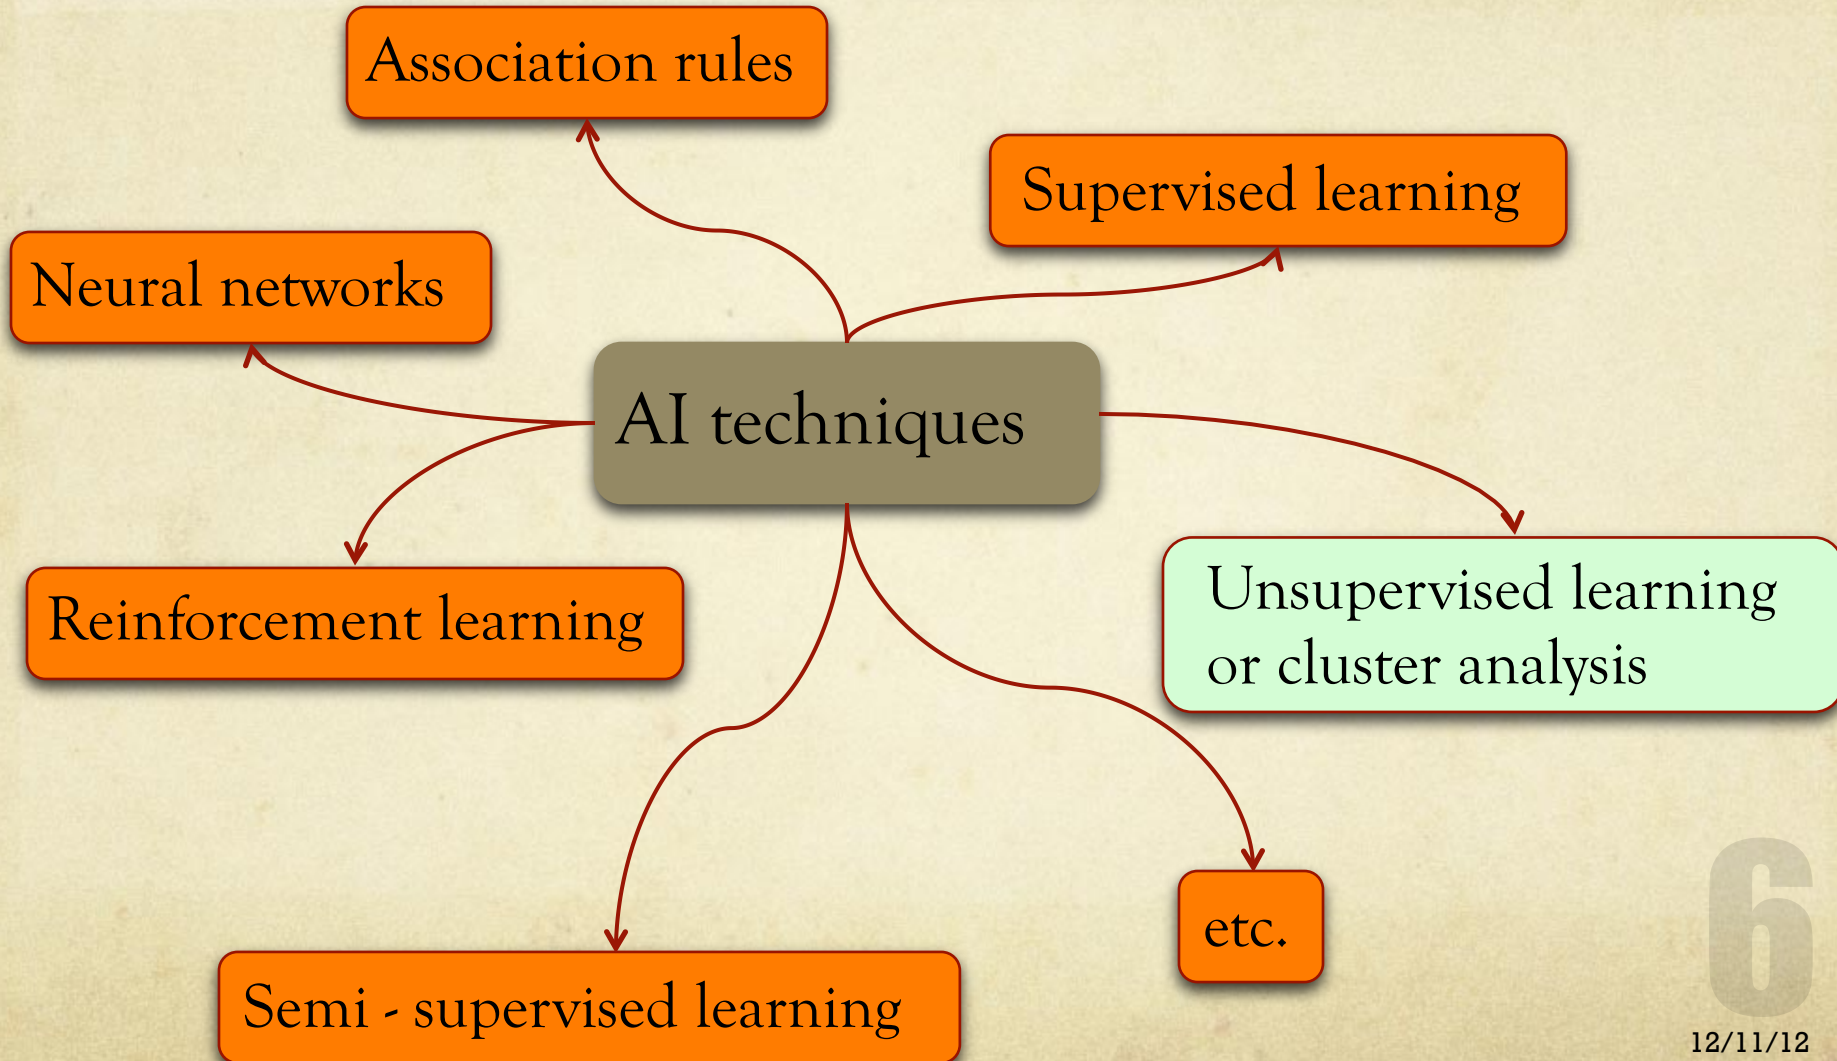 Association rules
Supervised learning
Neural networks
AI techniques
Unsupervised learning
or cluster analysis
Reinforcement learning
etc.
Semi - supervised learning
6
12/11/12